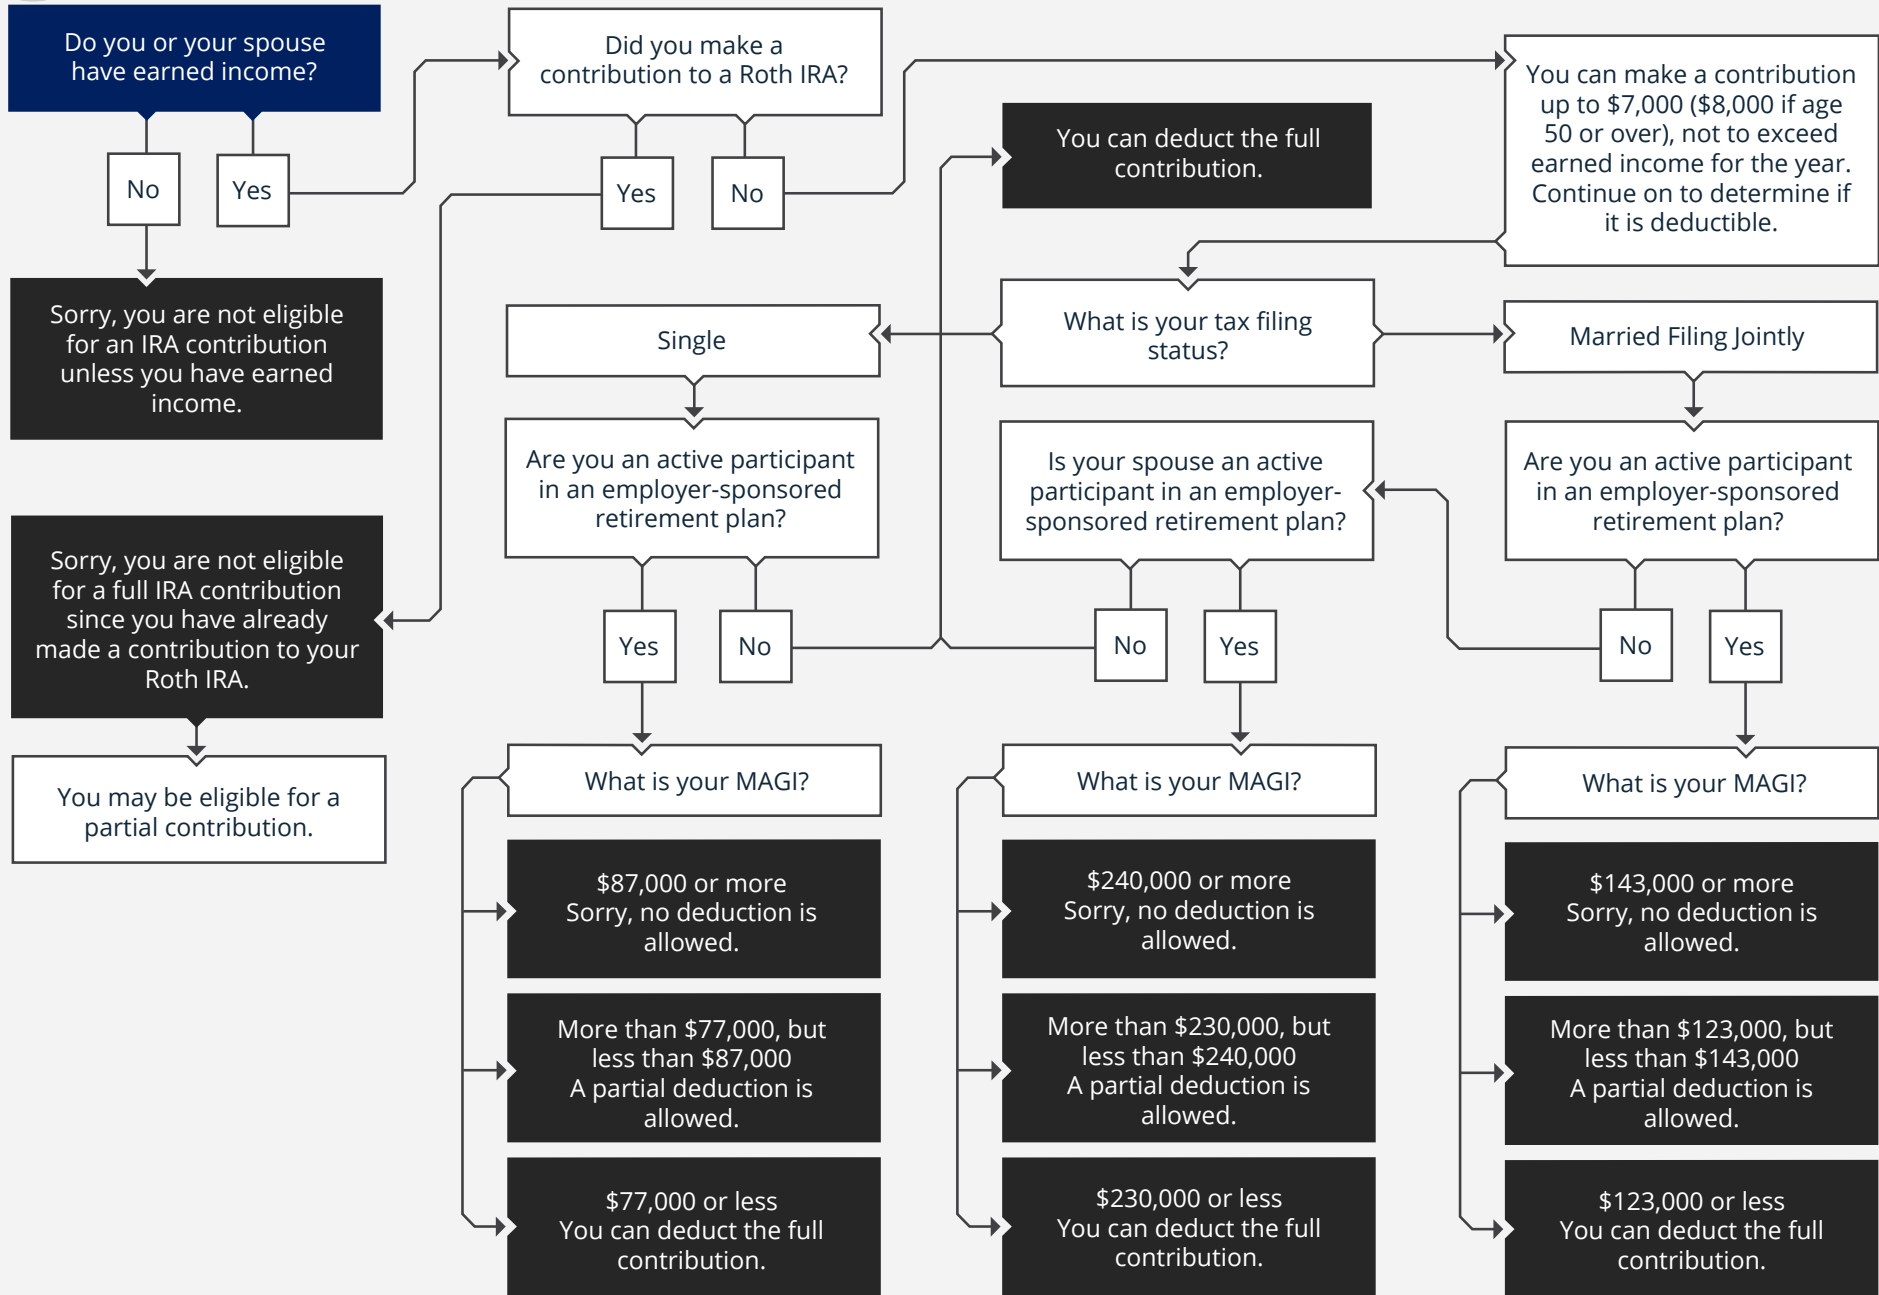 Do you or your spouse
have earned income?
No
Yes
Sorry, you are not eligible
for an IRA contribution
unless you have earned
income.
Did you make a
contribution to a Roth IRA?
Yes
No
Sorry, you are not eligible
for a full IRA contribution
since you have already
made a contribution to your
Roth IRA.
You may be eligible for a
partial contribution.
You can make a contribution
up to $7,000 ($8,000 if age
50 or over), not to exceed
earned income for the year.
Continue on to determine if
it is deductible.
You can deduct the full
contribution.
What is your tax filing
status?
Single
Married Filing Jointly
Are you an active participant
in an employer-sponsored
retirement plan?
Yes
No
Is your spouse an active
participant in an employer-
sponsored retirement plan?
No
Yes
Are you an active participant
in an employer-sponsored
retirement plan?
No
Yes
What is your MAGI?
$87,000 or more
Sorry, no deduction is
allowed.
More than $77,000, but
less than $87,000
A partial deduction is
allowed.
$77,000 or less
You can deduct the full
contribution.
What is your MAGI?
$240,000 or more
Sorry, no deduction is
allowed.
More than $230,000, but
less than $240,000
A partial deduction is
allowed.
$230,000 or less
You can deduct the full
contribution.
What is your MAGI?
$143,000 or more
Sorry, no deduction is
allowed.
More than $123,000, but
less than $143,000
A partial deduction is
allowed.
$123,000 or less
You can deduct the full
contribution.